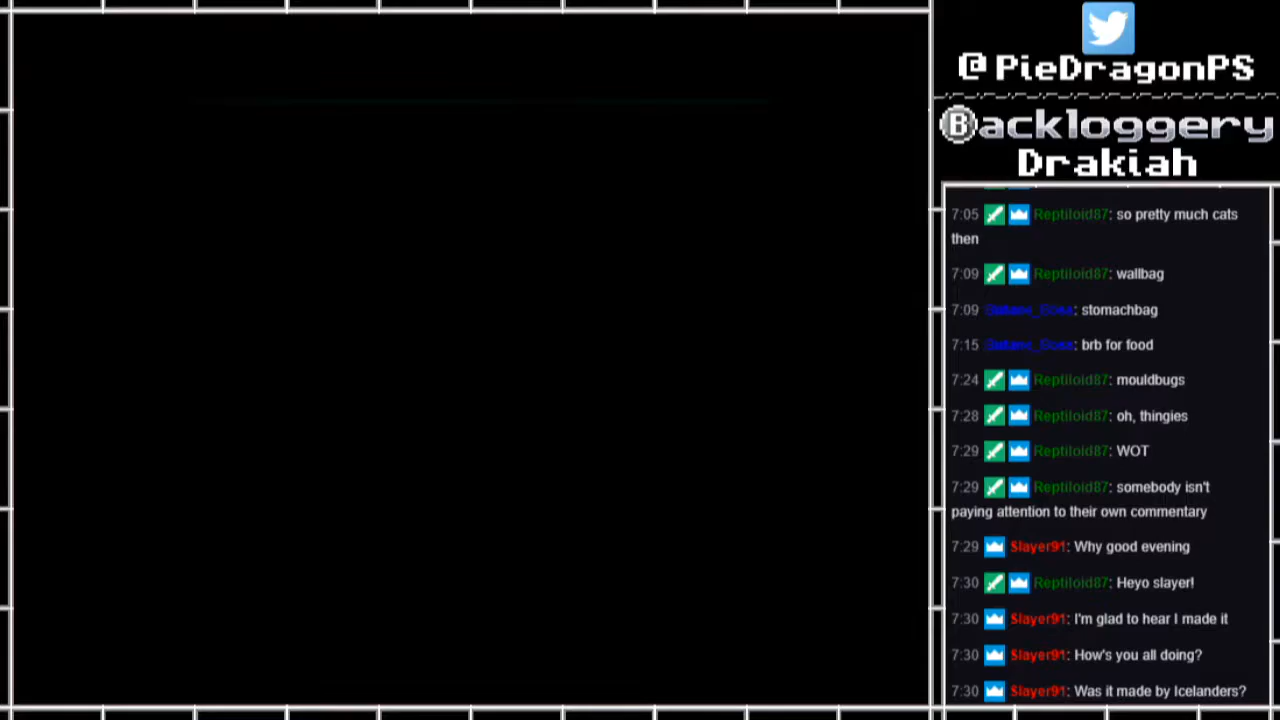 @PieDragonPS
Backloggery
Drakiah
7:05 Reptiloid87: so pretty much cats
then
7:09 Reptiloid87: wallbag
7:09 : stomachbag
7:15 : brb for food
7:24 Reptiloid87: mouldbugs
7:28 Reptiloid87: oh, thingies
7:29 Reptiloid87: WOT
7:29 Reptiloid87: somebody isn't
paying attention to their own commentary
7:29 Slayer91: Why good evening
7:30 Reptiloid87: Heyo slayer!
7:30 Slayer91: I'm glad to hear I made it
7:30 Slayer91: How's you all doing?
7:30 Slayer91: Was it made by Icelanders?